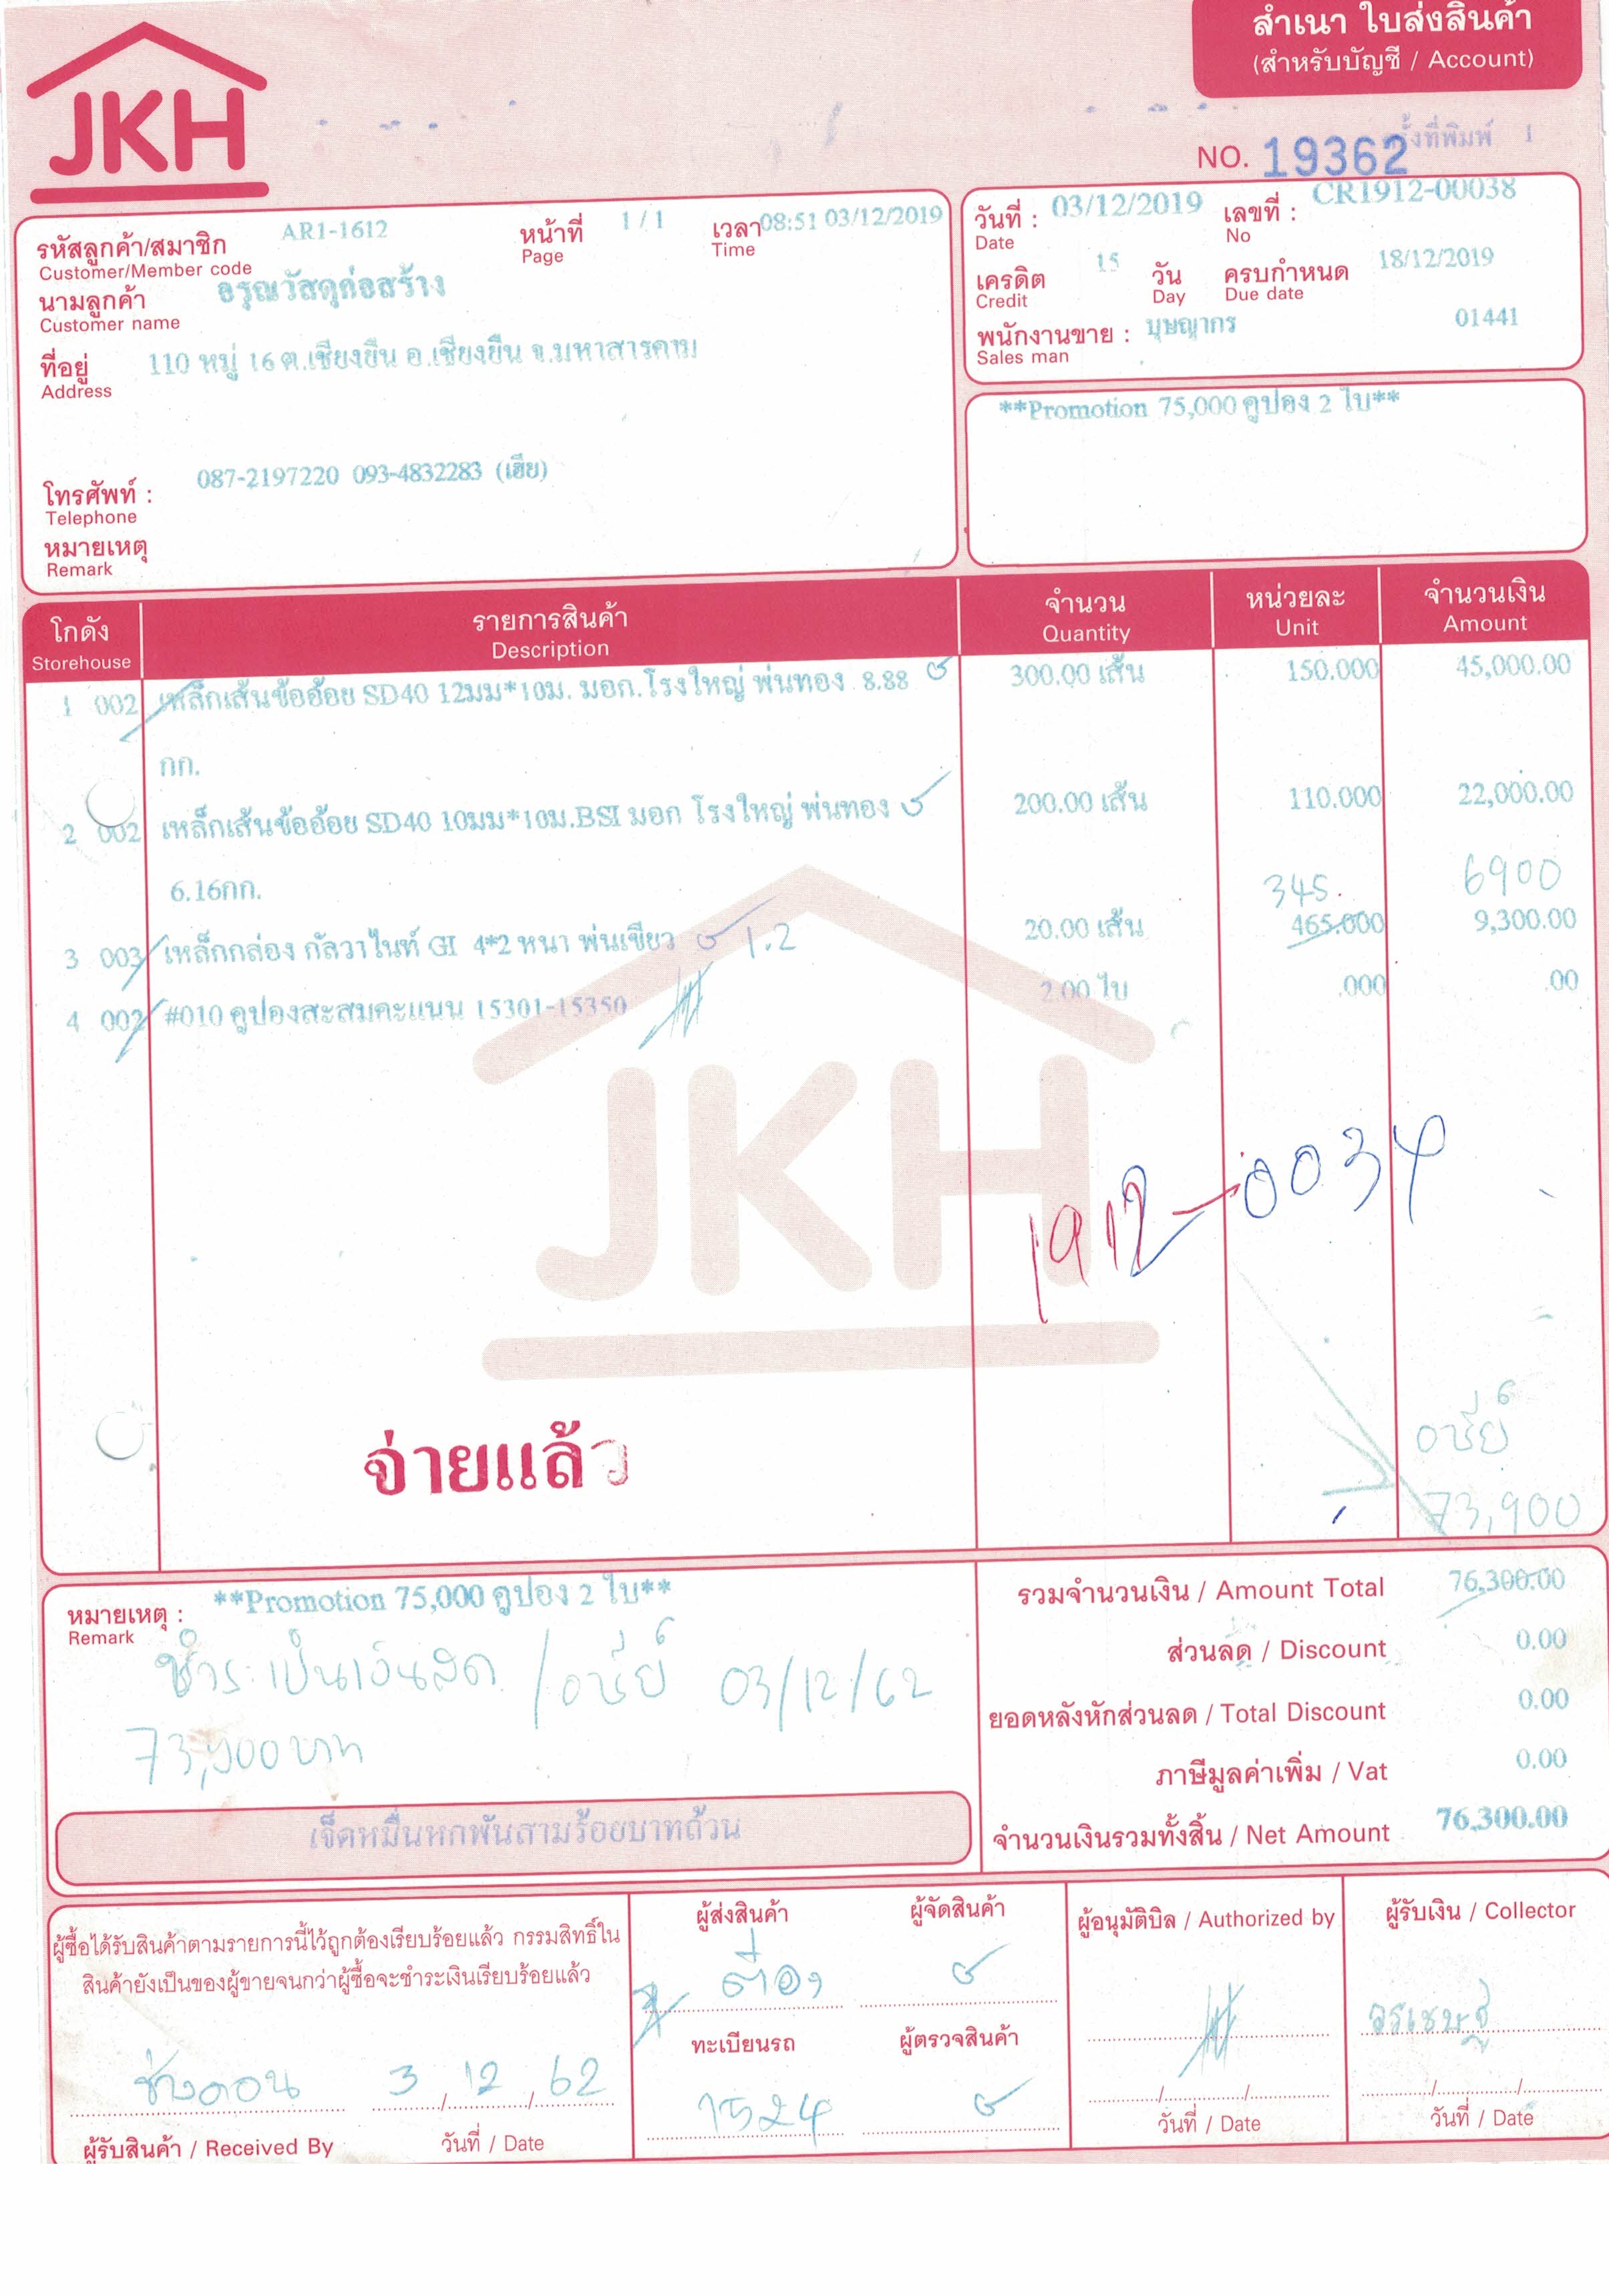 JKH
สำเนา ใบส่งสินค้า
(สำหรับบัญชี / Account)
ครั้งที่พิมพ์ 1
NO. 19362
รหัสลูกค้า/สมาชิก AR1-1612 หน้าที่ 1 / 1 เวลา 08:51 03/12/2019
Customer/Member code Page Time
นามลูกค้า อรุณวัสดุก่อสร้าง
Customer name
ที่อยู่ 110 หมู่ 16 ต.เชียงยืน อ.เชียงยืน จ.มหาสารคาม
Address
โทรศัพท์ : 087-2197220 093-4832283 (เฮีย)
Telephone
หมายเหตุ
Remark
วันที่ : 03/12/2019 เลขที่ : CR1912-00038
Date No
เครดิต 15 วัน ครบกำหนด 18/12/2019
Credit Day Due date
พนักงานขาย : บุษญากร 01441
Sales man
**Promotion 75,000 คูปอง 2 ใบ**
โกดัง รายการสินค้า จำนวน หน่วยละ จำนวนเงิน
Storehouse Description Quantity Unit Amount
1 002 เหล็กเส้นข้ออ้อย SD40 12มม*10ม. มอก.โรงใหญ่ พ่นทอง 8.88 300.00 เส้น 150.000 45,000.00
กก.
2 002 เหล็กเส้นข้ออ้อย SD40 10มม*10ม.BSI มอก โรงใหญ่ พ่นทอง 200.00 เส้น 110.000 22,000.00
6.16กก.
345. 6900
3 003 เหล็กกล่อง กัลวาไนท์ GI 4*2 หนา พ่นเขียว 1.2 20.00 เส้น 465.000 9,300.00
4 002 #010 คูปองสะสมคะแนน 15301-15350 2.00 ใบ .000 .00
JKH
1912-0034
จ่ายแล้ว
73,900
หมายเหตุ : **Promotion 75,000 คูปอง 2 ใบ**
Remark
ชำระเป็นเงินสด / 03/12/62
73,900 บาท
เจ็ดหมื่นหกพันสามร้อยบาทถ้วน
รวมจำนวนเงิน / Amount Total 76,300.00
ส่วนลด / Discount 0.00
ยอดหลังหักส่วนลด / Total Discount 0.00
ภาษีมูลค่าเพิ่ม / Vat 0.00
จำนวนเงินรวมทั้งสิ้น / Net Amount 76,300.00
ผู้ซื้อได้รับสินค้าตามรายการนี้ไว้ถูกต้องเรียบร้อยแล้ว กรรมสิทธิ์ใน
สินค้ายังเป็นของผู้ขายจนกว่าผู้ซื้อจะชำระเงินเรียบร้อยแล้ว
3 / 12 / 62
ผู้รับสินค้า / Received By วันที่ / Date
ผู้ส่งสินค้า ผู้จัดสินค้า
ทะเบียนรถ ผู้ตรวจสินค้า
1524
ผู้อนุมัติบิล / Authorized by
วันที่ / Date
ผู้รับเงิน / Collector
วันที่ / Date